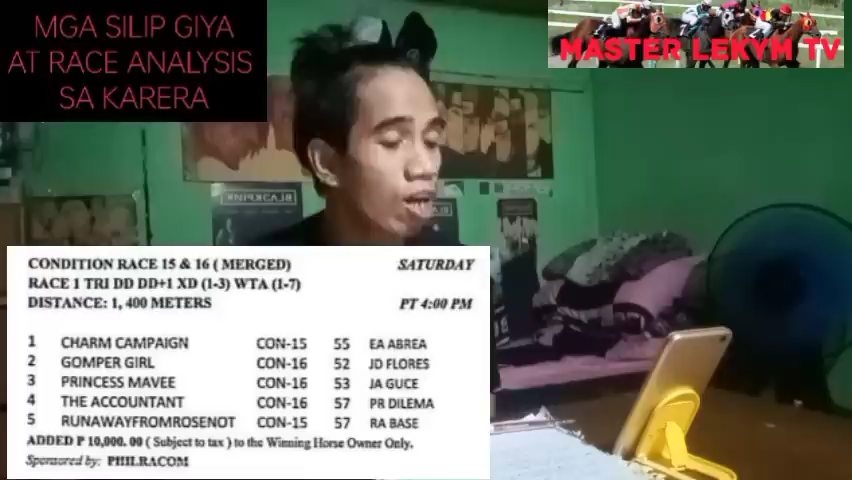 MGA SILIP GIYA
AT RACE ANALYSIS
SA KARERA
MASTER LEKYM TV
BLACKPINK
CONDITION RACE 15 & 16 ( MERGED) SATURDAY
RACE 1 TRI DD DD+1 XD (1-3) WTA (1-7)
DISTANCE: 1, 400 METERS PT 4:00 PM
1 CHARM CAMPAIGN CON-15 55 EA ABREA
2 GOMPER GIRL CON-16 52 JD FLORES
3 PRINCESS MAVEE CON-16 53 JA GUCE
4 THE ACCOUNTANT CON-16 57 PR DILEMA
5 RUNAWAYFROMROSENOT CON-15 57 RA BASE
ADDED P 10,000. 00 ( Subject to tax ) to the Winning Horse Owner Only.
Sponsored by: PHILRACOM